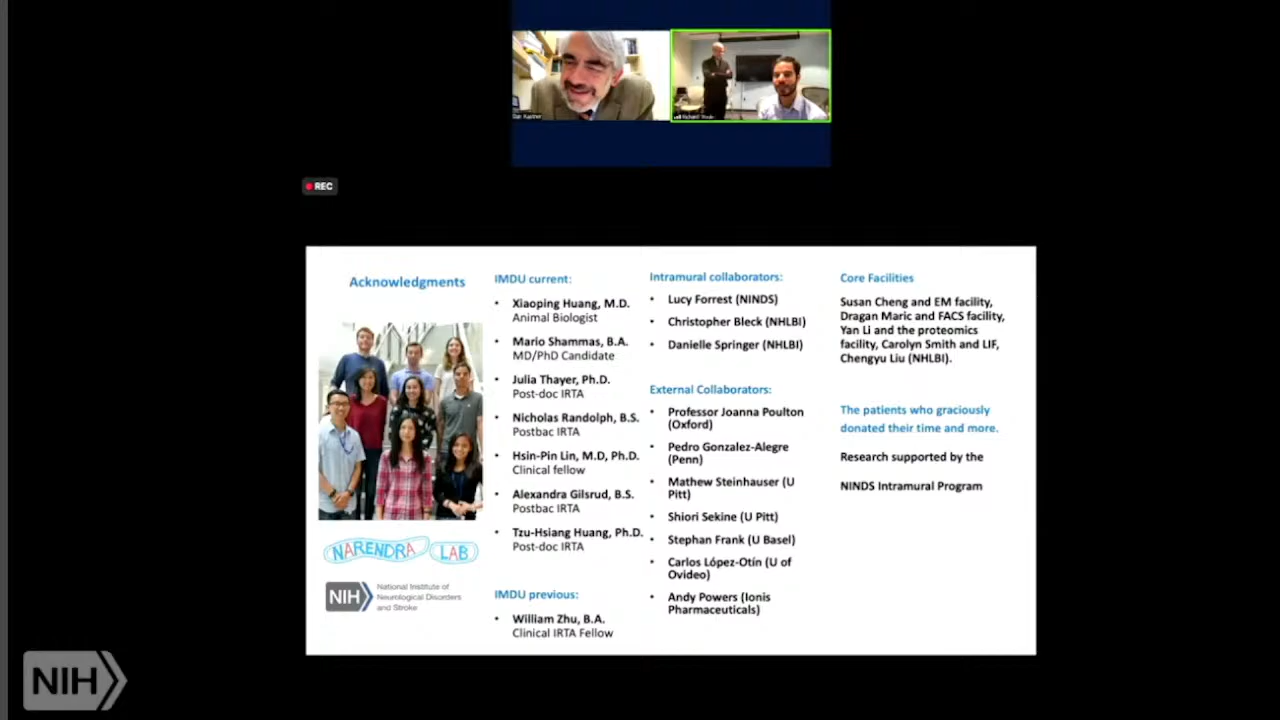 Dan Kastner
REC
Acknowledgments
NARENDRA LAB
NIH
National Institute of
Neurological Disorders
and Stroke
IMDU current:
• Xiaoping Huang, M.D.
Animal Biologist
• Mario Shammas, B.A.
MD/PhD Candidate
• Julia Thayer, Ph.D.
Post-doc IRTA
• Nicholas Randolph, B.S.
Postbac IRTA
• Hsin-Pin Lin, M.D, Ph.D.
Clinical fellow
• Alexandra Gilsrud, B.S.
Postbac IRTA
• Tzu-Hsiang Huang, Ph.D.
Post-doc IRTA
IMDU previous:
• William Zhu, B.A.
Clinical IRTA Fellow
Intramural collaborators:
• Lucy Forrest (NINDS)
• Christopher Bleck (NHLBI)
• Danielle Springer (NHLBI)
External Collaborators:
• Professor Joanna Poulton
(Oxford)
• Pedro Gonzalez-Alegre
(Penn)
• Mathew Steinhauser (U
Pitt)
• Shiori Sekine (U Pitt)
• Stephan Frank (U Basel)
• Carlos López-Otín (U of
Ovideo)
• Andy Powers (Ionis
Pharmaceuticals)
Core Facilities
Susan Cheng and EM facility,
Dragan Maric and FACS facility,
Yan Li and the proteomics
facility, Carolyn Smith and LIF,
Chengyu Liu (NHLBI).
The patients who graciously
donated their time and more.
Research supported by the
NINDS Intramural Program
NIH